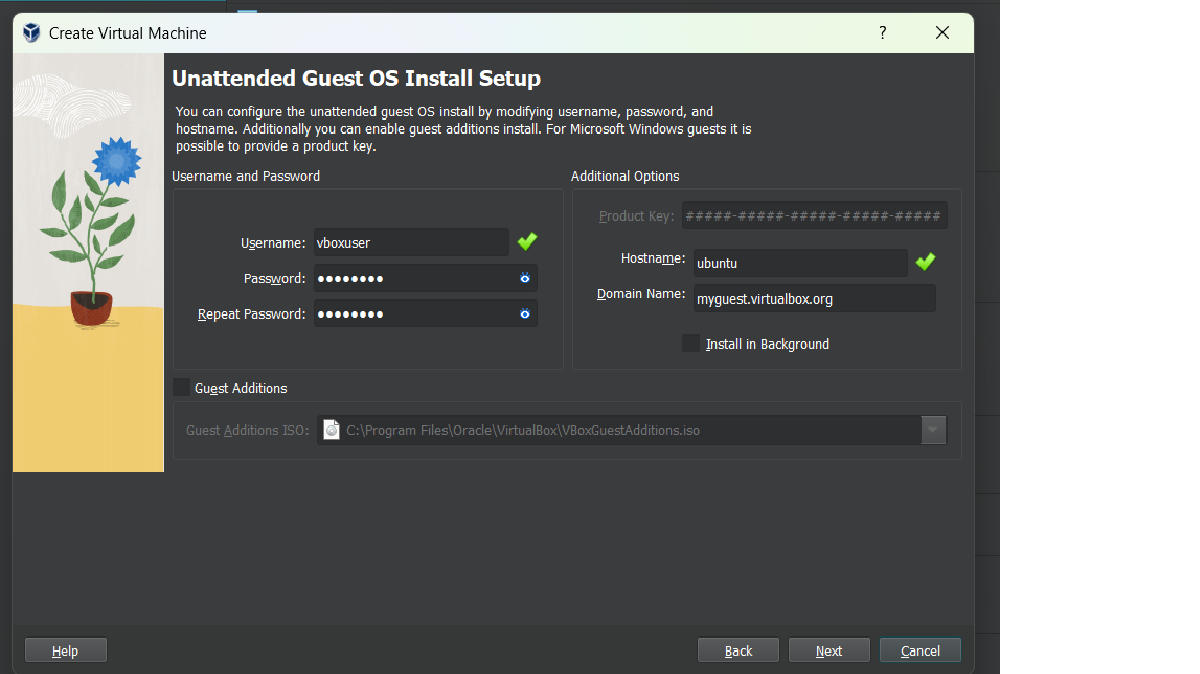 Create Virtual Machine
?
Unattended Guest OS Install Setup
You can configure the unattended guest OS install by modifying username, password, and
hostname. Additionally you can enable guest additions install. For Microsoft Windows guests it is
possible to provide a product key.
Username and Password
Additional Options
Product Key: #####-#####-#####-#####-#####
Username: vboxuser
Hostname: ubuntu
Password: ●●●●●●●●
Domain Name: myguest.virtualbox.org
Repeat Password: ●●●●●●●●
Install in Background
Guest Additions
Guest Additions ISO: C:\Program Files\Oracle\VirtualBox\VBoxGuestAdditions.iso
Help
Back
Next
Cancel